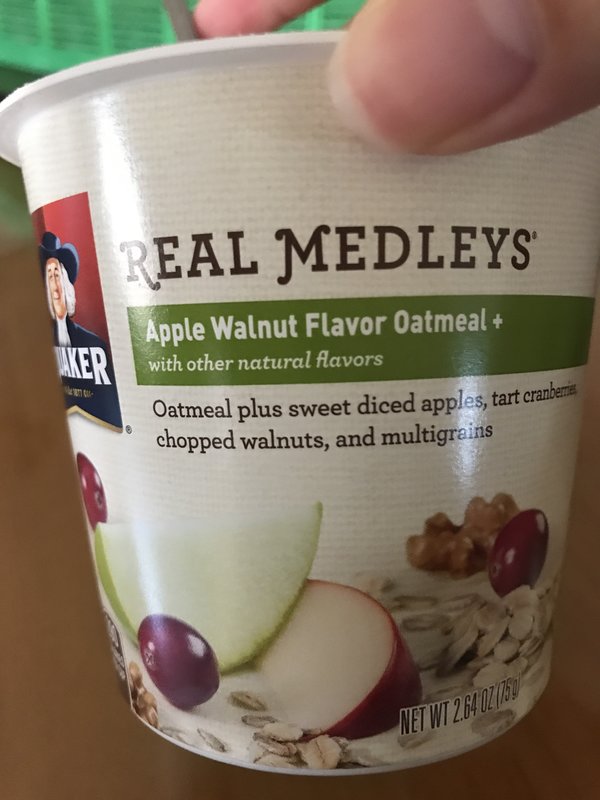 REAL MEDLEYS®
Apple Walnut Flavor Oatmeal +
with other natural flavors
AKER
Oatmeal plus sweet diced apples, tart cranberries,
chopped walnuts, and multigrains
NET WT 2.64 OZ (75g)